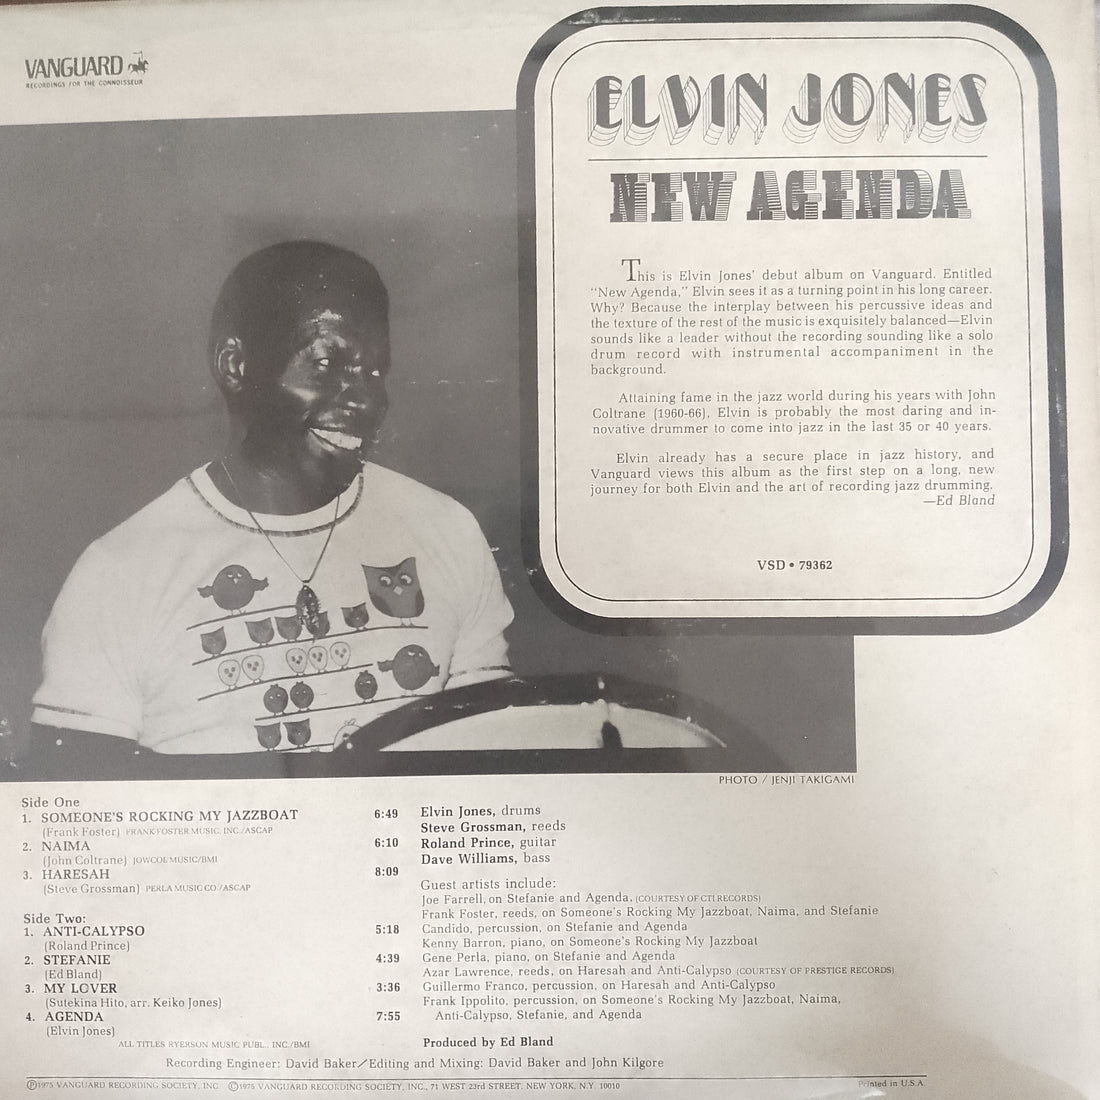 VANGUARD
RECORDINGS FOR THE CONNOISSEUR
ELVIN JONES
NEW AGENDA
This is Elvin Jones' debut album on Vanguard. Entitled
"New Agenda," Elvin sees it as a turning point in his long career.
Why? Because the interplay between his percussive ideas and
the texture of the rest of the music is exquisitely balanced—Elvin
sounds like a leader without the recording sounding like a solo
drum record with instrumental accompaniment in the
background.
Attaining fame in the jazz world during his years with John
Coltrane (1960-66), Elvin is probably the most daring and in-
novative drummer to come into jazz in the last 35 or 40 years.
Elvin already has a secure place in jazz history, and
Vanguard views this album as the first step on a long, new
journey for both Elvin and the art of recording jazz drumming.
—Ed Bland
VSD • 79362
PHOTO / JENJI TAKIGAMI
Side One
1. SOMEONE'S ROCKING MY JAZZBOAT 6:49
(Frank Foster) FRANK FOSTER MUSIC, INC./ASCAP
2. NAIMA 6:10
(John Coltrane) JOWCOL MUSIC/BMI
3. HARESAH 8:09
(Steve Grossman) PERLA MUSIC CO./ASCAP
Side Two:
1. ANTI-CALYPSO 5:18
(Roland Prince)
2. STEFANIE 4:39
(Ed Bland)
3. MY LOVER 3:36
(Sutekina Hito, arr. Keiko Jones)
4. AGENDA 7:55
(Elvin Jones)
ALL TITLES RYERSON MUSIC PUBL., INC./BMI
Elvin Jones, drums
Steve Grossman, reeds
Roland Prince, guitar
Dave Williams, bass
Guest artists include:
Joe Farrell, on Stefanie and Agenda, (COURTESY OF CTI RECORDS)
Frank Foster, reeds, on Someone's Rocking My Jazzboat, Naima, and Stefanie
Candido, percussion, on Stefanie and Agenda
Kenny Barron, piano, on Someone's Rocking My Jazzboat
Gene Perla, piano, on Stefanie and Agenda
Azar Lawrence, reeds, on Haresah and Anti-Calypso (COURTESY OF PRESTIGE RECORDS)
Guillermo Franco, percussion, on Haresah and Anti-Calypso
Frank Ippolito, percussion, on Someone's Rocking My Jazzboat, Naima,
Anti-Calypso, Stefanie, and Agenda
Produced by Ed Bland
Recording Engineer: David Baker/Editing and Mixing: David Baker and John Kilgore
Ⓟ1975 VANGUARD RECORDING SOCIETY, INC. ©1975 VANGUARD RECORDING SOCIETY, INC., 71 WEST 23rd STREET, NEW YORK, N.Y. 10010
Printed in U.S.A.